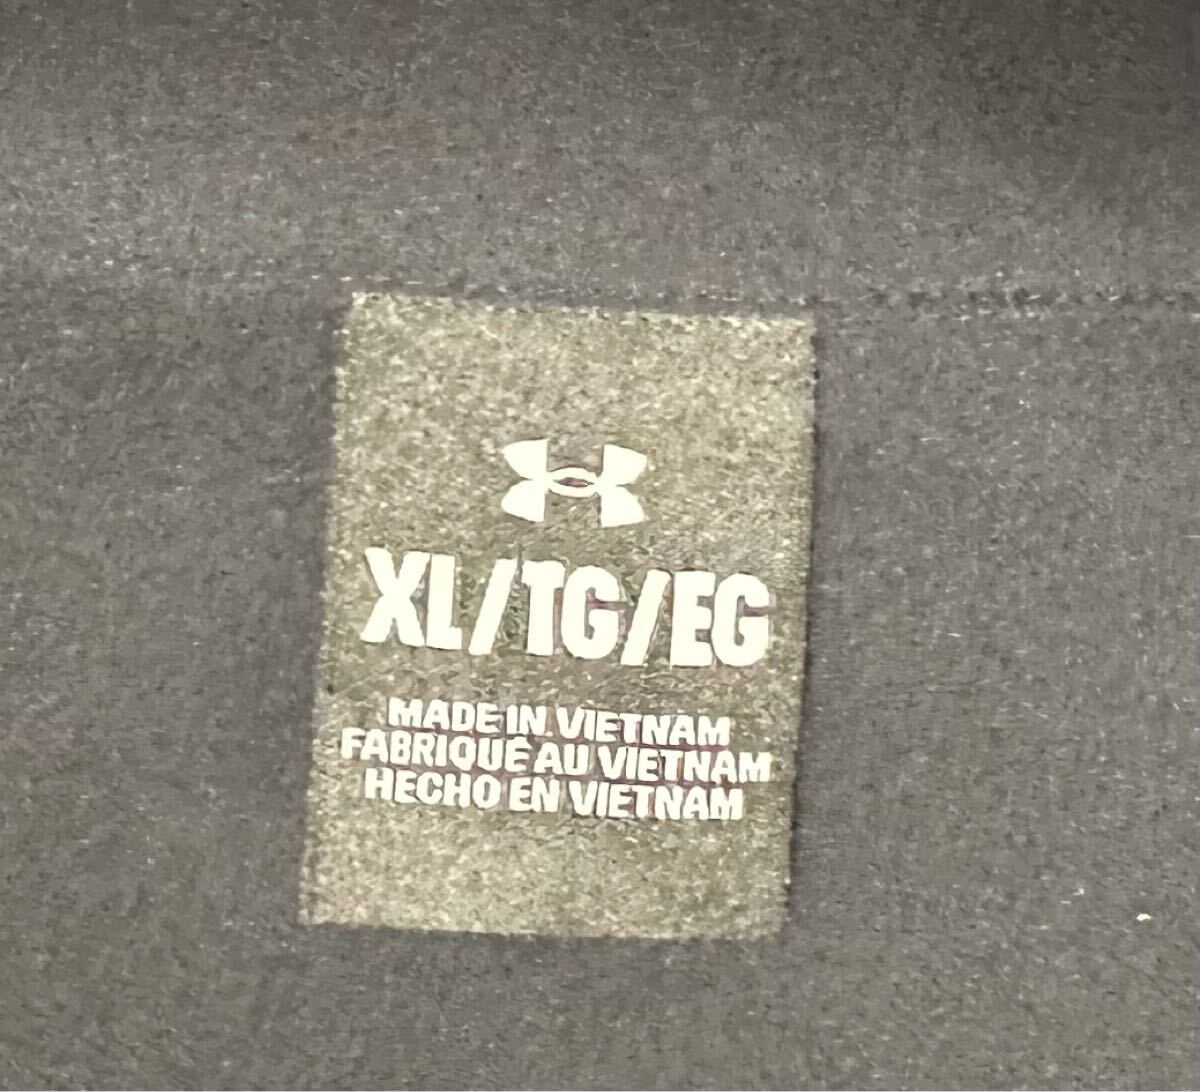 XL/TG/EG
MADE IN VIETNAM
FABRIQUÉ AU VIETNAM
HECHO EN VIETNAM